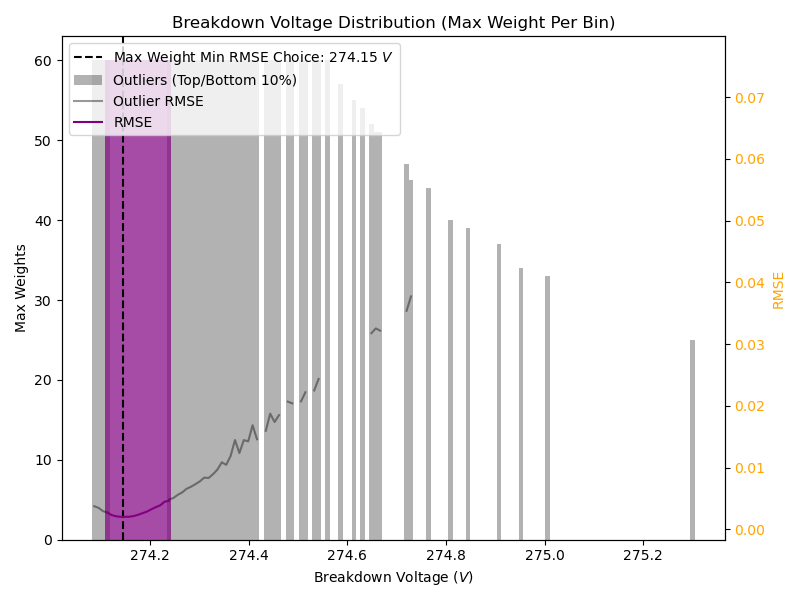 Breakdown Voltage Distribution (Max Weight Per Bin)
Max Weight Min RMSE Choice: 274.15 V
Outliers (Top/Bottom 10%)
Outlier RMSE
RMSE
60
50
40
30
20
10
0
Max Weights
0.07
0.06
0.05
0.04
0.03
0.02
0.01
0.00
RMSE
274.2 274.4 274.6 274.8 275.0 275.2
Breakdown Voltage (V)